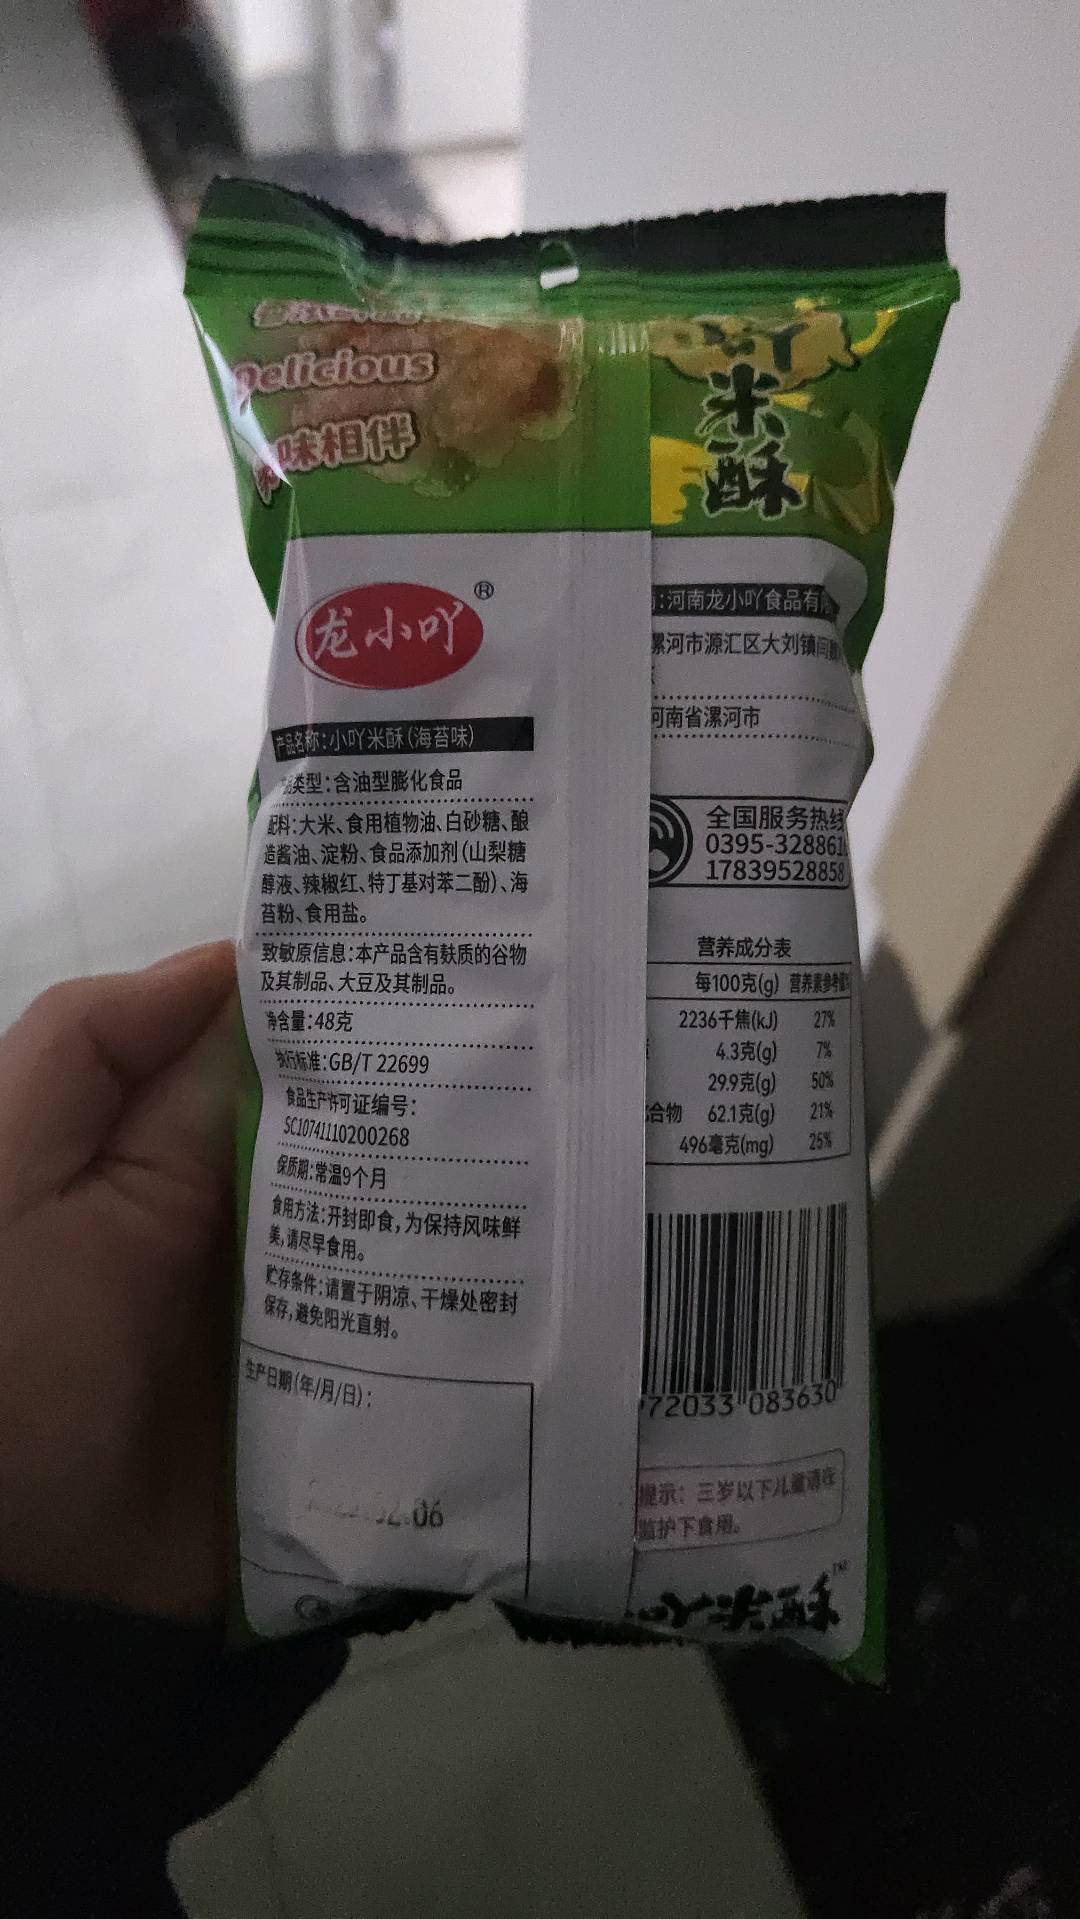 Delicious
味相伴
米酥
龙小吖®
产品名称:小吖米酥(海苔味)
类型:含油型膨化食品
配料:大米、食用植物油、白砂糖、酿
造酱油、淀粉、食品添加剂(山梨糖
醇液、辣椒红、特丁基对苯二酚)、海
苔粉、食用盐。
致敏原信息:本产品含有麸质的谷物
及其制品、大豆及其制品。
净含量:48克
执行标准:GB/T 22699
食品生产许可证编号:
SC10741110200268
保质期:常温9个月
食用方法:开封即食,为保持风味鲜
美,请尽早食用。
贮存条件:请置于阴凉、干燥处密封
保存,避免阳光直射。
生产日期(年/月/日):
.06
:河南龙小吖食品有
漯河市源汇区大刘镇闫
河南省漯河市
全国服务热线
0395-328861
17839528858
营养成分表
每100克(g) 营养素参考值%
2236千焦(kJ) 27%
4.3克(g) 7%
29.9克(g) 50%
合物 62.1克(g) 21%
496毫克(mg) 25%
72033 083630
提示:三岁以下儿童请在
监护下食用。